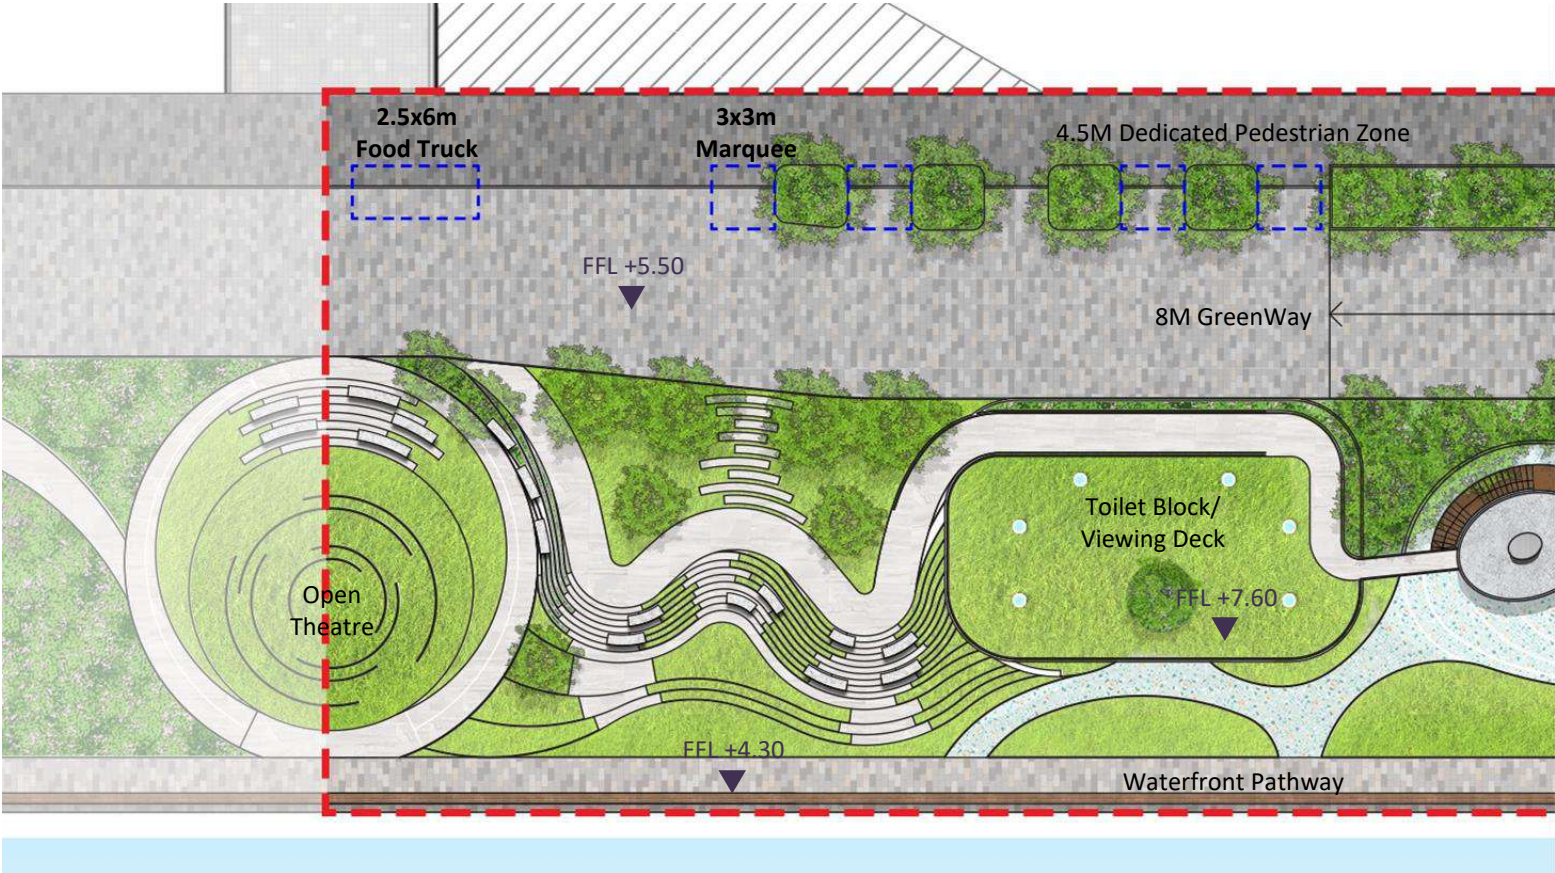 2.5x6m
Food Truck
3x3m
Marquee
4.5M Dedicated Pedestrian Zone
FFL +5.50
8M GreenWay
Toilet Block/
Viewing Deck
FFL +7.60
Open
Theatre
FFL +4.30
Waterfront Pathway